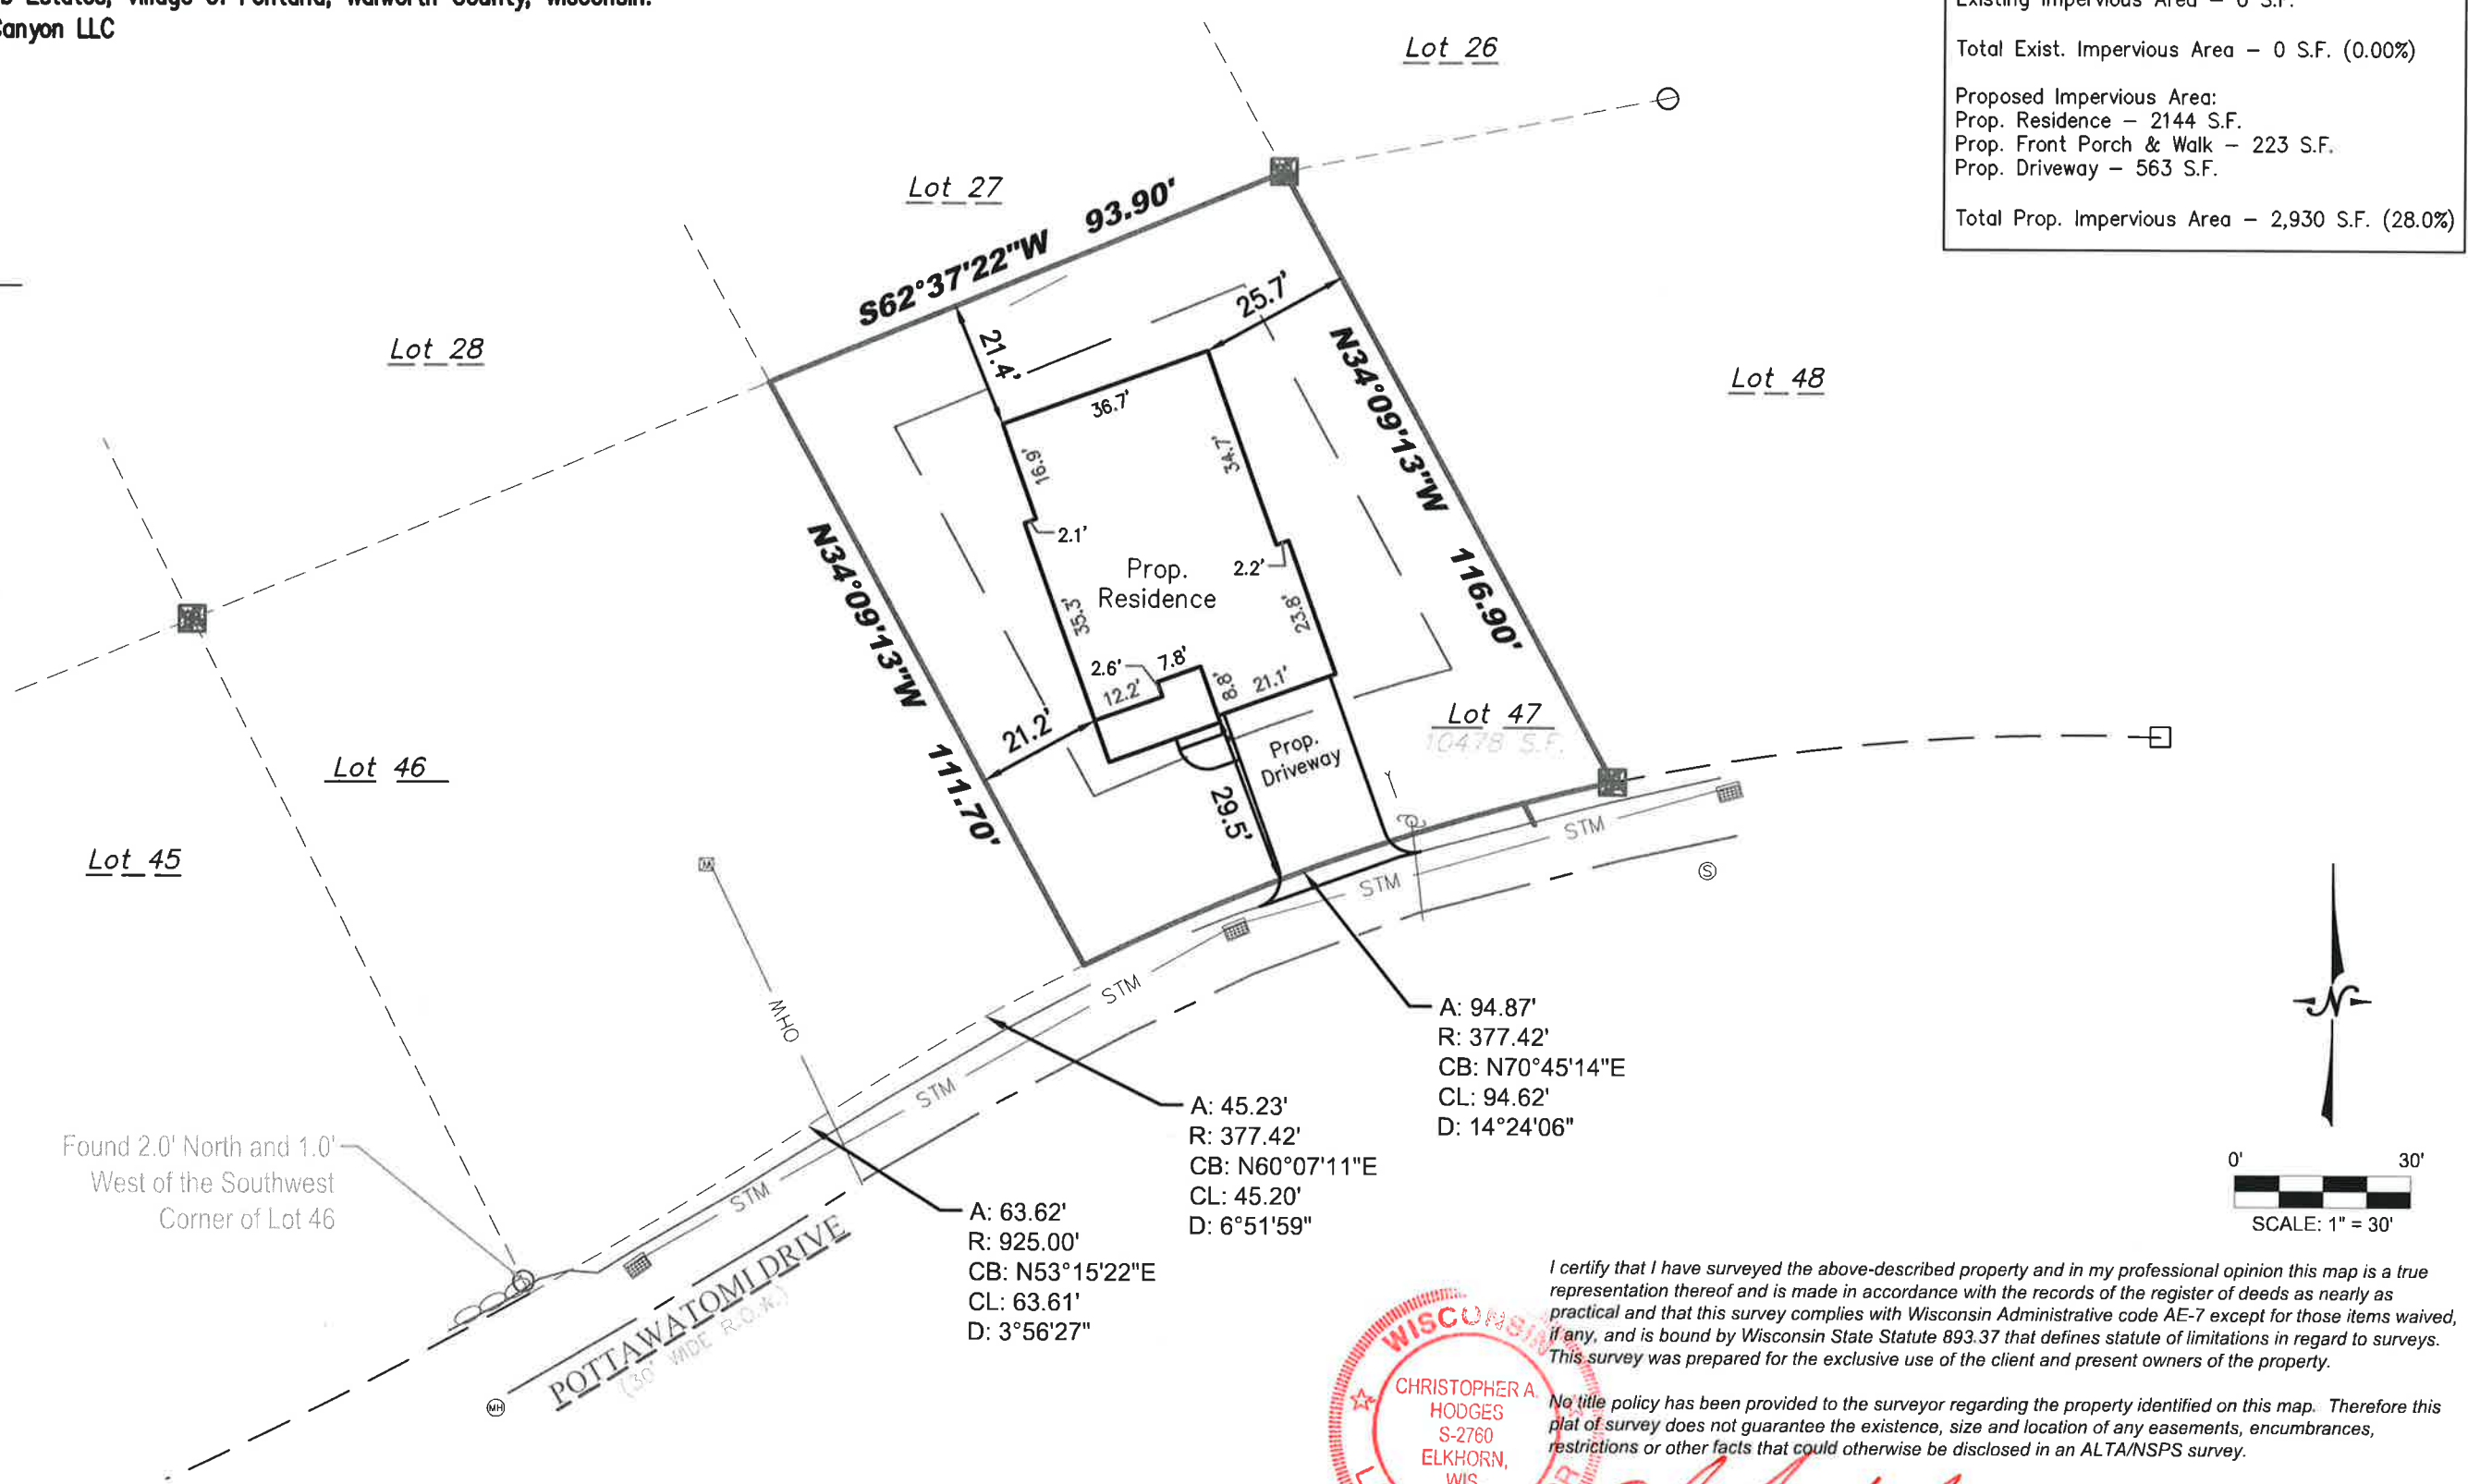 Estates, Village of Fontana, Walworth County, Wisconsin.
Canyon LLC
Existing Impervious Area – 0 S.F.
Total Exist. Impervious Area – 0 S.F. (0.00%)
Proposed Impervious Area:
Prop. Residence – 2144 S.F.
Prop. Front Porch & Walk – 223 S.F.
Prop. Driveway – 563 S.F.
Total Prop. Impervious Area – 2,930 S.F. (28.0%)
Lot 26
Lot 27
Lot 28
Lot 48
S62°37'22"W 93.90'
25.7'
21.4'
36.7'
N34°09'13"W 116.90'
16.9'
34.7'
2.1'
2.2'
Prop.
Residence
35.3'
23.8'
2.6'
7.8'
12.2'
8.8'
21.1'
N34°09'13"W 111.70'
21.2'
Lot 47
10478 S.F.
Prop.
Driveway
29.5'
Lot 46
Lot 45
M
OHW
STM
STM
STM
STM
STM
S
A: 94.87'
R: 377.42'
CB: N70°45'14"E
CL: 94.62'
D: 14°24'06"
A: 45.23'
R: 377.42'
CB: N60°07'11"E
CL: 45.20'
D: 6°51'59"
A: 63.62'
R: 925.00'
CB: N53°15'22"E
CL: 63.61'
D: 3°56'27"
Found 2.0' North and 1.0'
West of the Southwest
Corner of Lot 46
POTTAWATOMI DRIVE
(30' WIDE R.O.W.)
MH
N
0' 30'
SCALE: 1" = 30'
I certify that I have surveyed the above-described property and in my professional opinion this map is a true
representation thereof and is made in accordance with the records of the register of deeds as nearly as
practical and that this survey complies with Wisconsin Administrative code AE-7 except for those items waived,
if any, and is bound by Wisconsin State Statute 893.37 that defines statute of limitations in regard to surveys.
This survey was prepared for the exclusive use of the client and present owners of the property.
No title policy has been provided to the surveyor regarding the property identified on this map. Therefore this
plat of survey does not guarantee the existence, size and location of any easements, encumbrances,
restrictions or other facts that could otherwise be disclosed in an ALTA/NSPS survey.
WISCONSIN
CHRISTOPHER A.
HODGES
S-2760
ELKHORN,
WIS